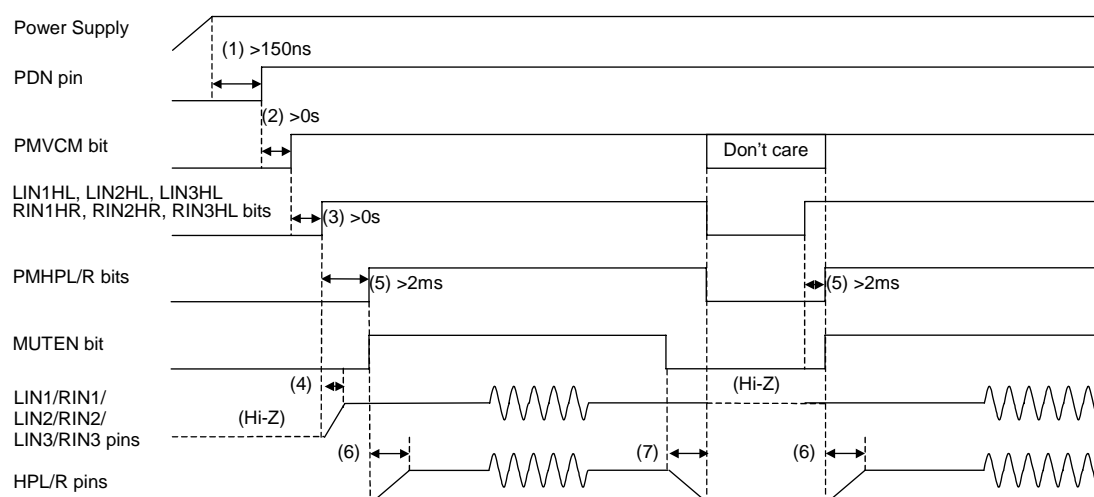 Power Supply
(1) >150ns
PDN pin
(2) >0s
PMVCM bit
Don't care
LIN1HL, LIN2HL, LIN3HL
RIN1HR, RIN2HR, RIN3HL bits
(3) >0s
PMHPL/R bits
(5) >2ms
(5) >2ms
MUTEN bit
(4)
(Hi-Z)
LIN1/RIN1/
LIN2/RIN2/
LIN3/RIN3 pins
(Hi-Z)
(6)
(7)
(6)
HPL/R pins